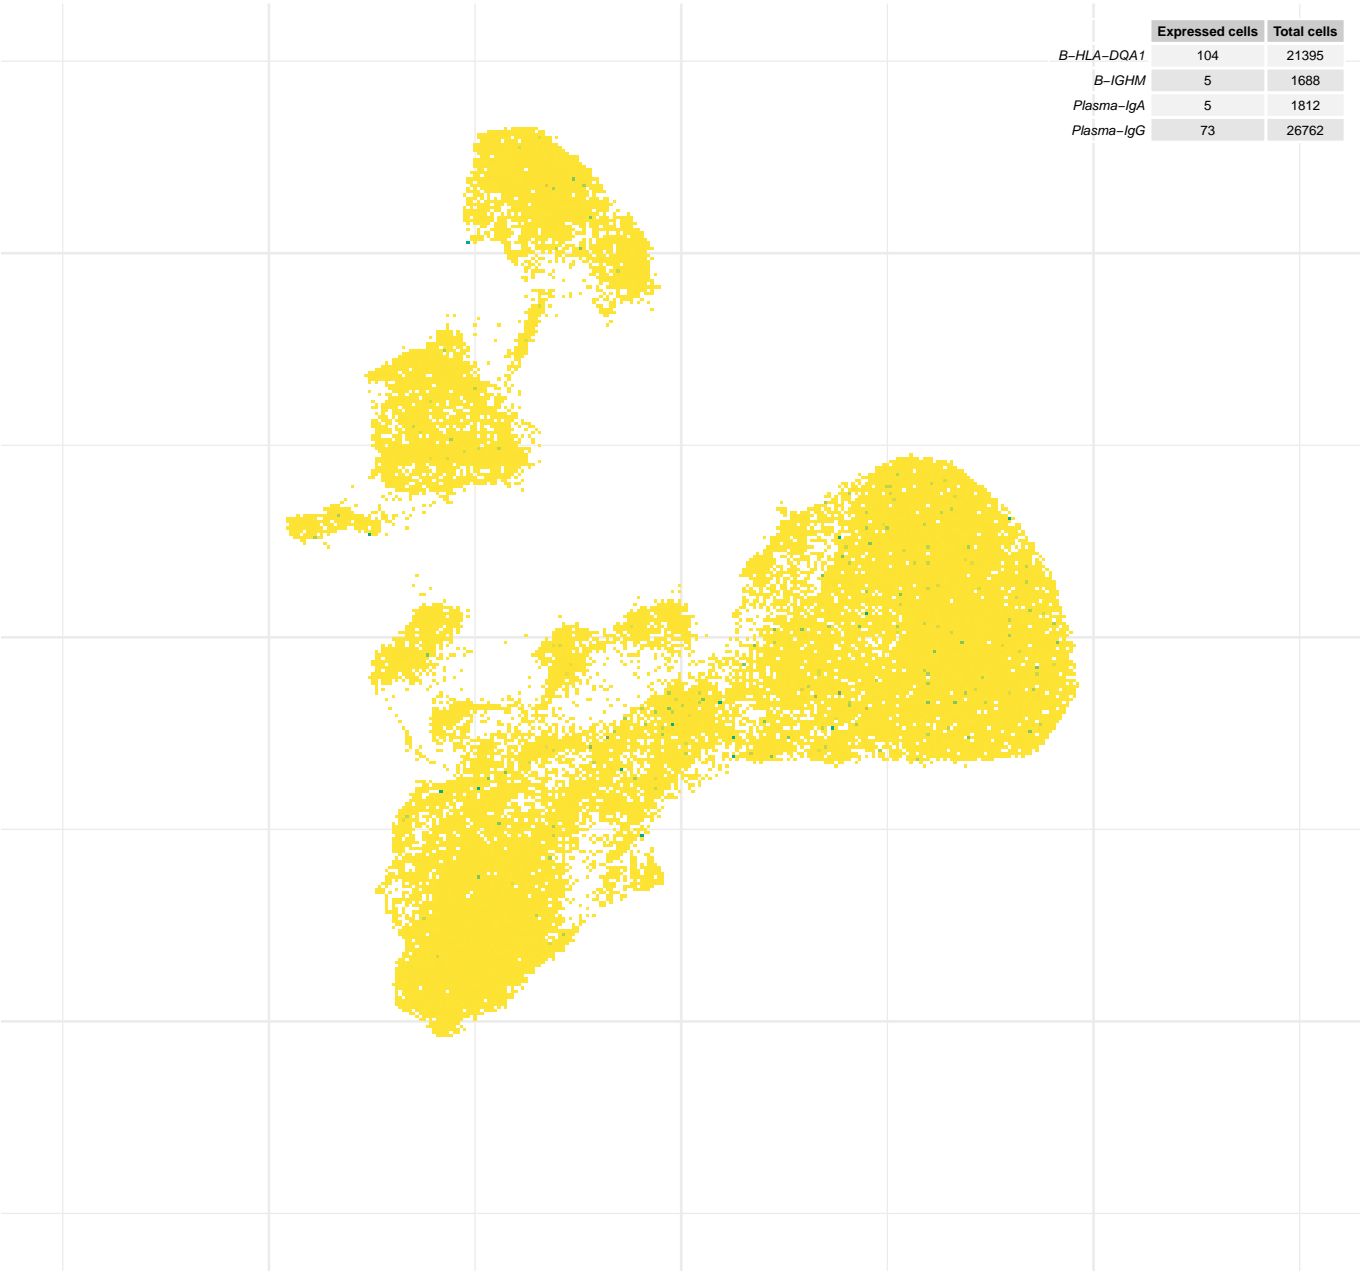 Expressed cells Total cells
B−HLA−DQA1 104 21395
B−IGHM 5 1688
Plasma−IgA 5 1812
Plasma−IgG 73 26762